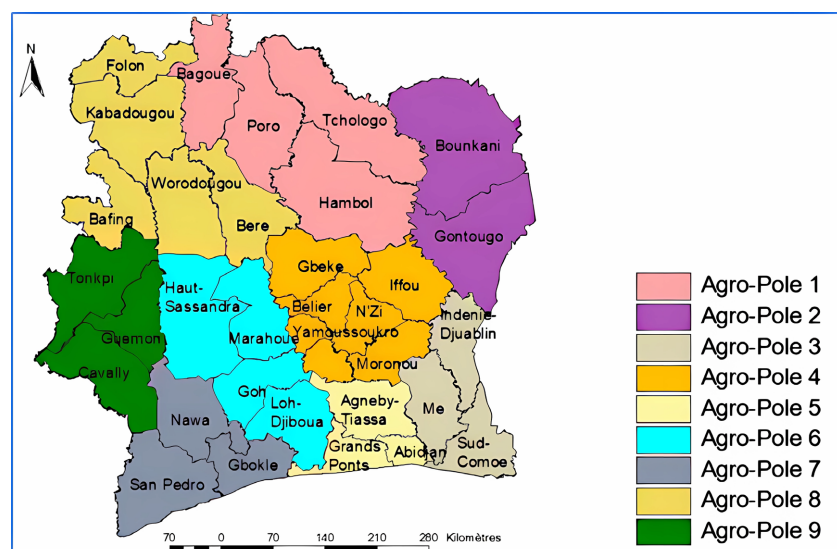 N
Folon
Bagoue
Kabadougou
Poro
Tchologo
Bounkani
Worodougou
Hambol
Bafing
Bere
Gontougo
Tonkpi
Gbeke
Iffou
Haut-
Sassandra
Belier
N'Zi
Indenie-
Djuablin
Guemon
Marahoue
Yamoussoukro
Cavally
Moronou
Goh
Loh-
Djiboua
Agneby-
Tiassa
Me
Nawa
Grands
Ponts
Abidjan
Sud-
Comoe
Gbokle
San Pedro
Agro-Pole 1
Agro-Pole 2
Agro-Pole 3
Agro-Pole 4
Agro-Pole 5
Agro-Pole 6
Agro-Pole 7
Agro-Pole 8
Agro-Pole 9
70 0 70 140 210 280 Kilomètres